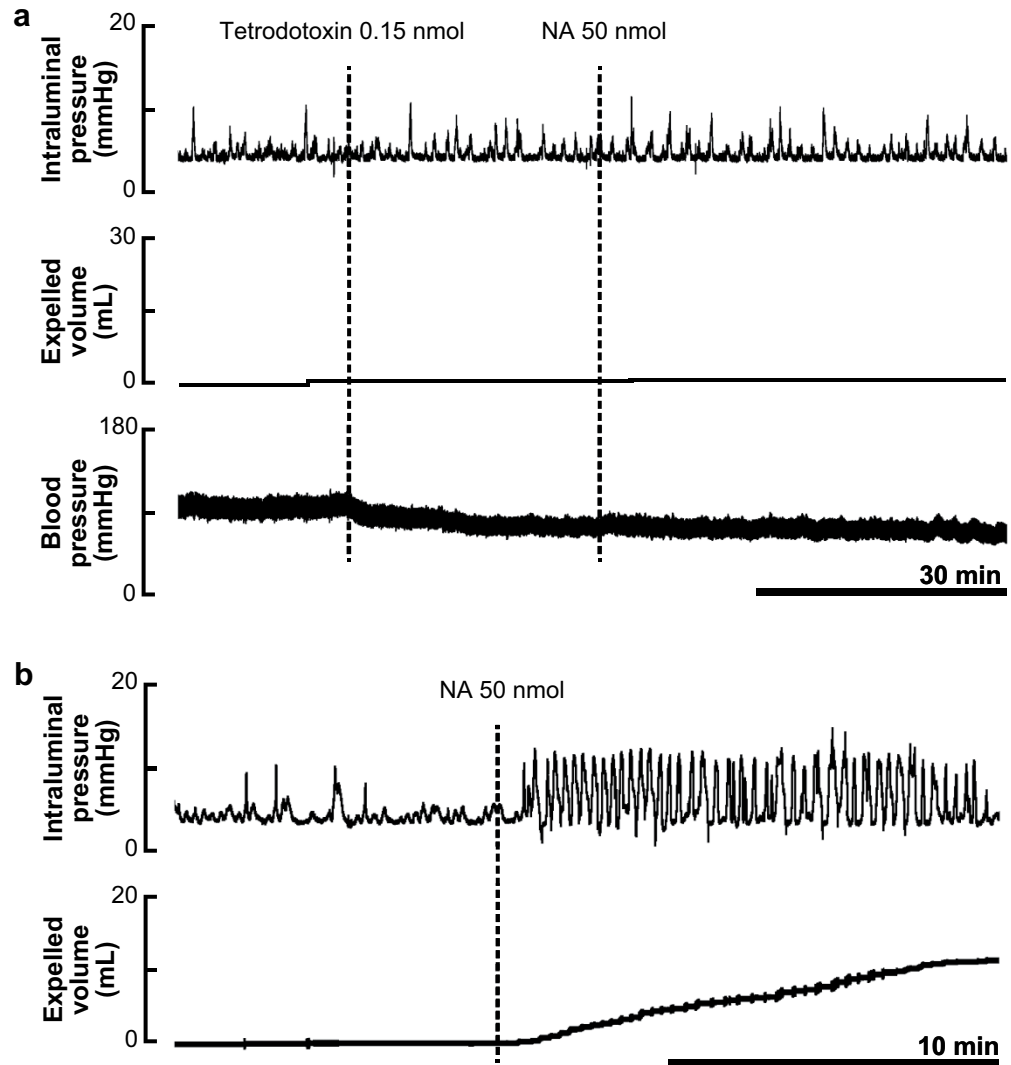 a
Tetrodotoxin 0.15 nmol
NA 50 nmol
Intraluminal
pressure
(mmHg)
20
0
Expelled
volume
(mL)
30
0
Blood
pressure
(mmHg)
180
0
30 min
b
NA 50 nmol
Intraluminal
pressure
(mmHg)
20
0
Expelled
volume
(mL)
20
0
10 min